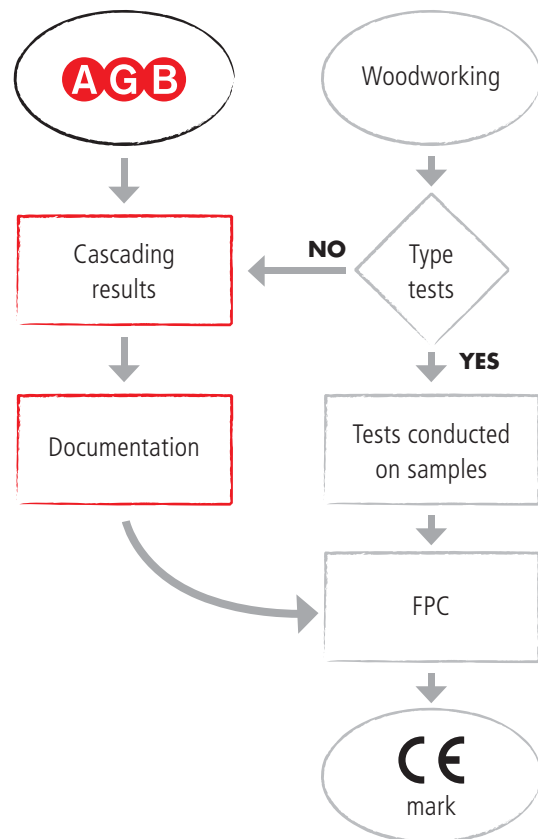 AGB
Woodworking
Cascading
results
NO
Type
tests
YES
Documentation
Tests conducted
on samples
FPC
CE
mark